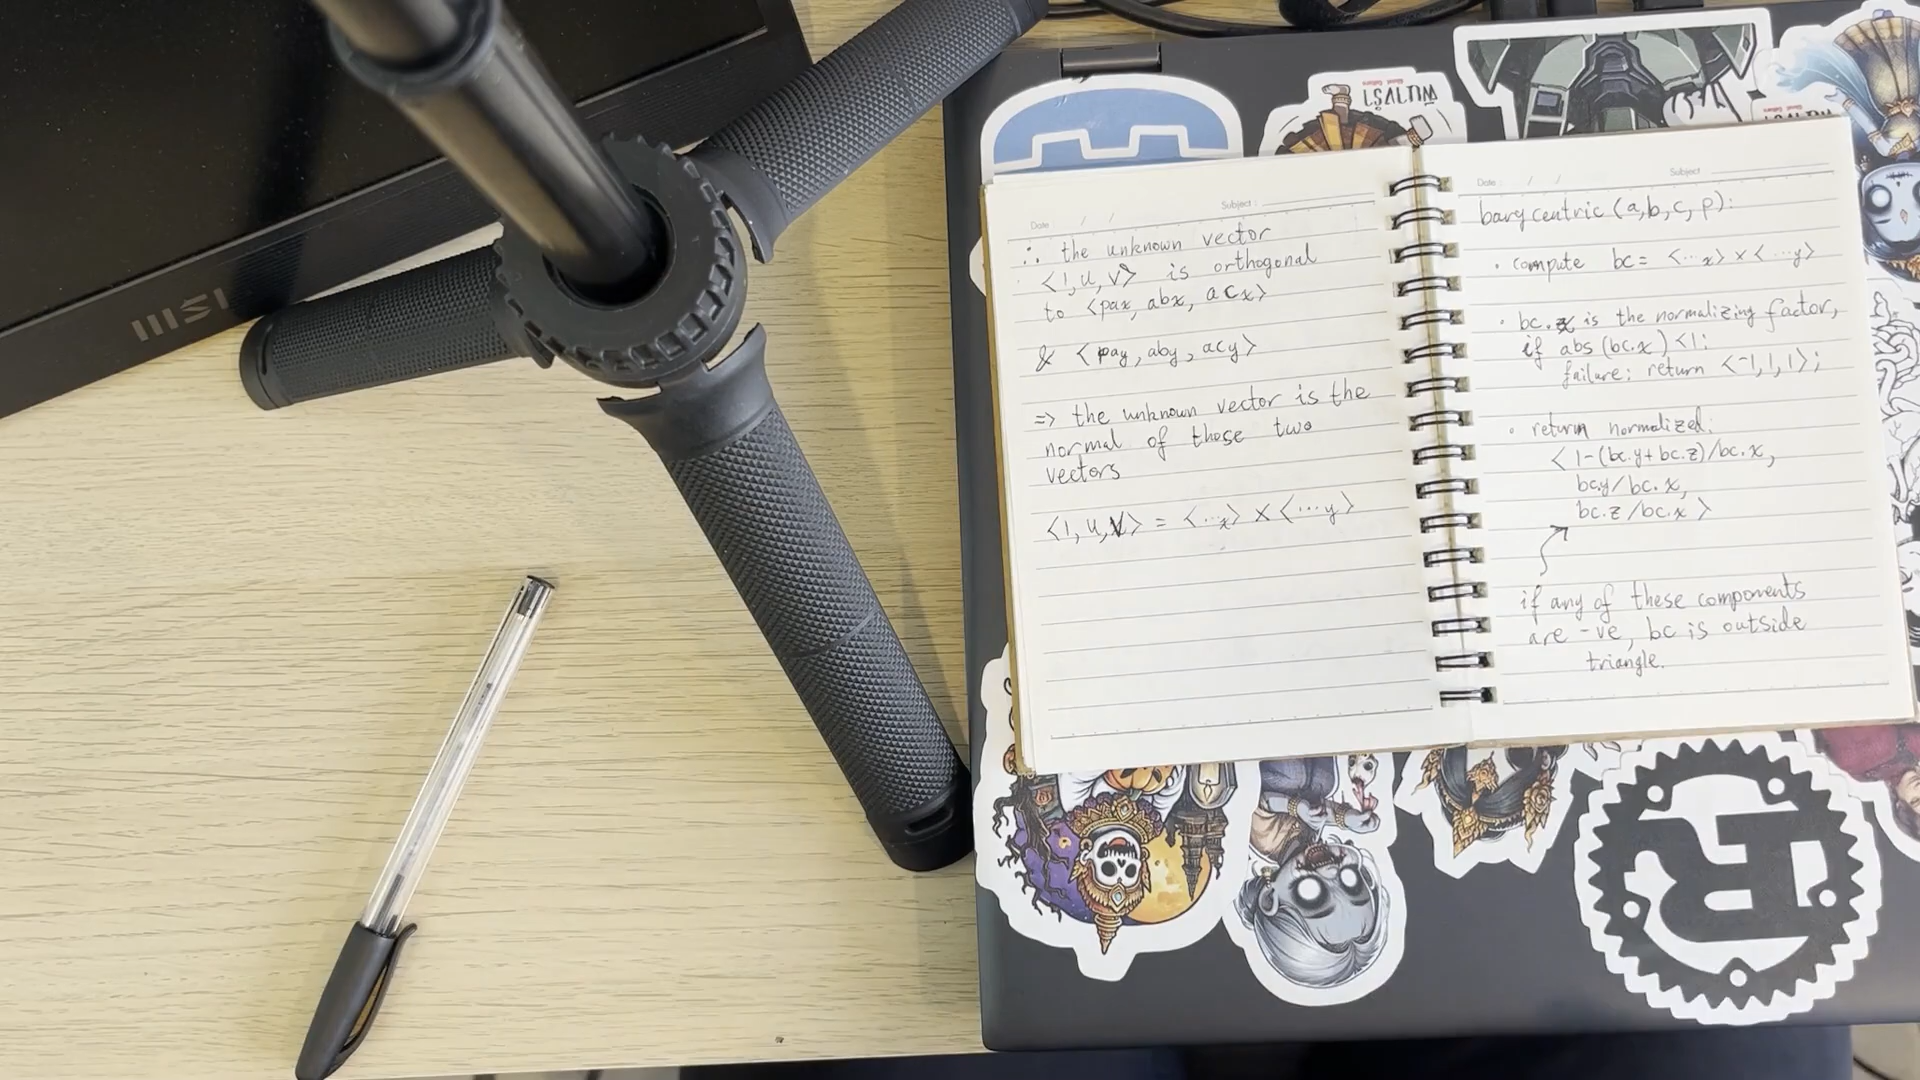 msi
Date / / Subject:
∴ the unknown vector
<1, u, v> is orthogonal
to <pax, abx, acx>
& <pay, aby, acy>
=> the unknown vector is the
normal of those two
vectors
<1, u, v> = <...x> × <...y>
Date / / Subject
barycentric (a, b, c, p):
• compute bc = <...x> × <...y>
• bc.x is the normalizing factor,
if abs (bc.x) <1:
failure: return <-1, 1, 1>;
• return normalized:
<1-(bc.y+bc.z)/bc.x,
bc.y/bc.x,
bc.z/bc.x>
if any of these components
are -ve, bc is outside
triangle.
R